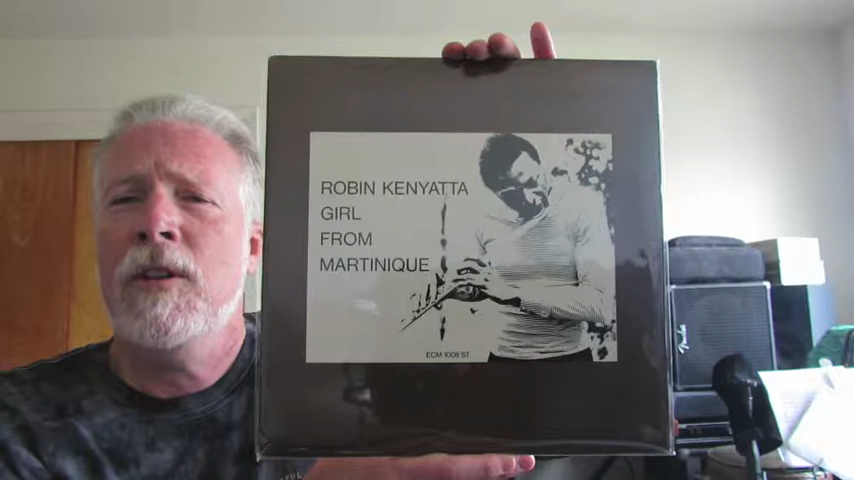 ROBIN KENYATTA
GIRL
FROM
MARTINIQUE
ECM 1008 ST